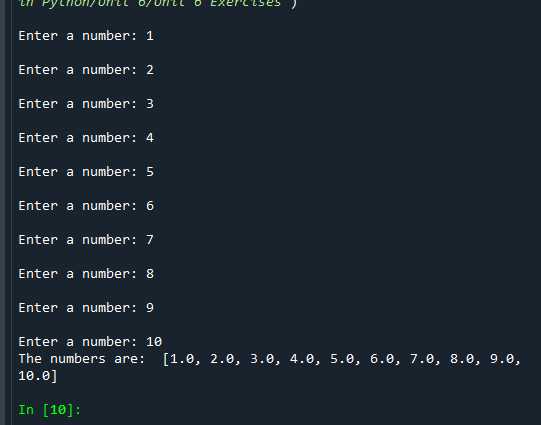 in Python/Unit 6/Unit 6 Exercises')
Enter a number: 1
Enter a number: 2
Enter a number: 3
Enter a number: 4
Enter a number: 5
Enter a number: 6
Enter a number: 7
Enter a number: 8
Enter a number: 9
Enter a number: 10
The numbers are:  [1.0, 2.0, 3.0, 4.0, 5.0, 6.0, 7.0, 8.0, 9.0,
10.0]
In [10]: